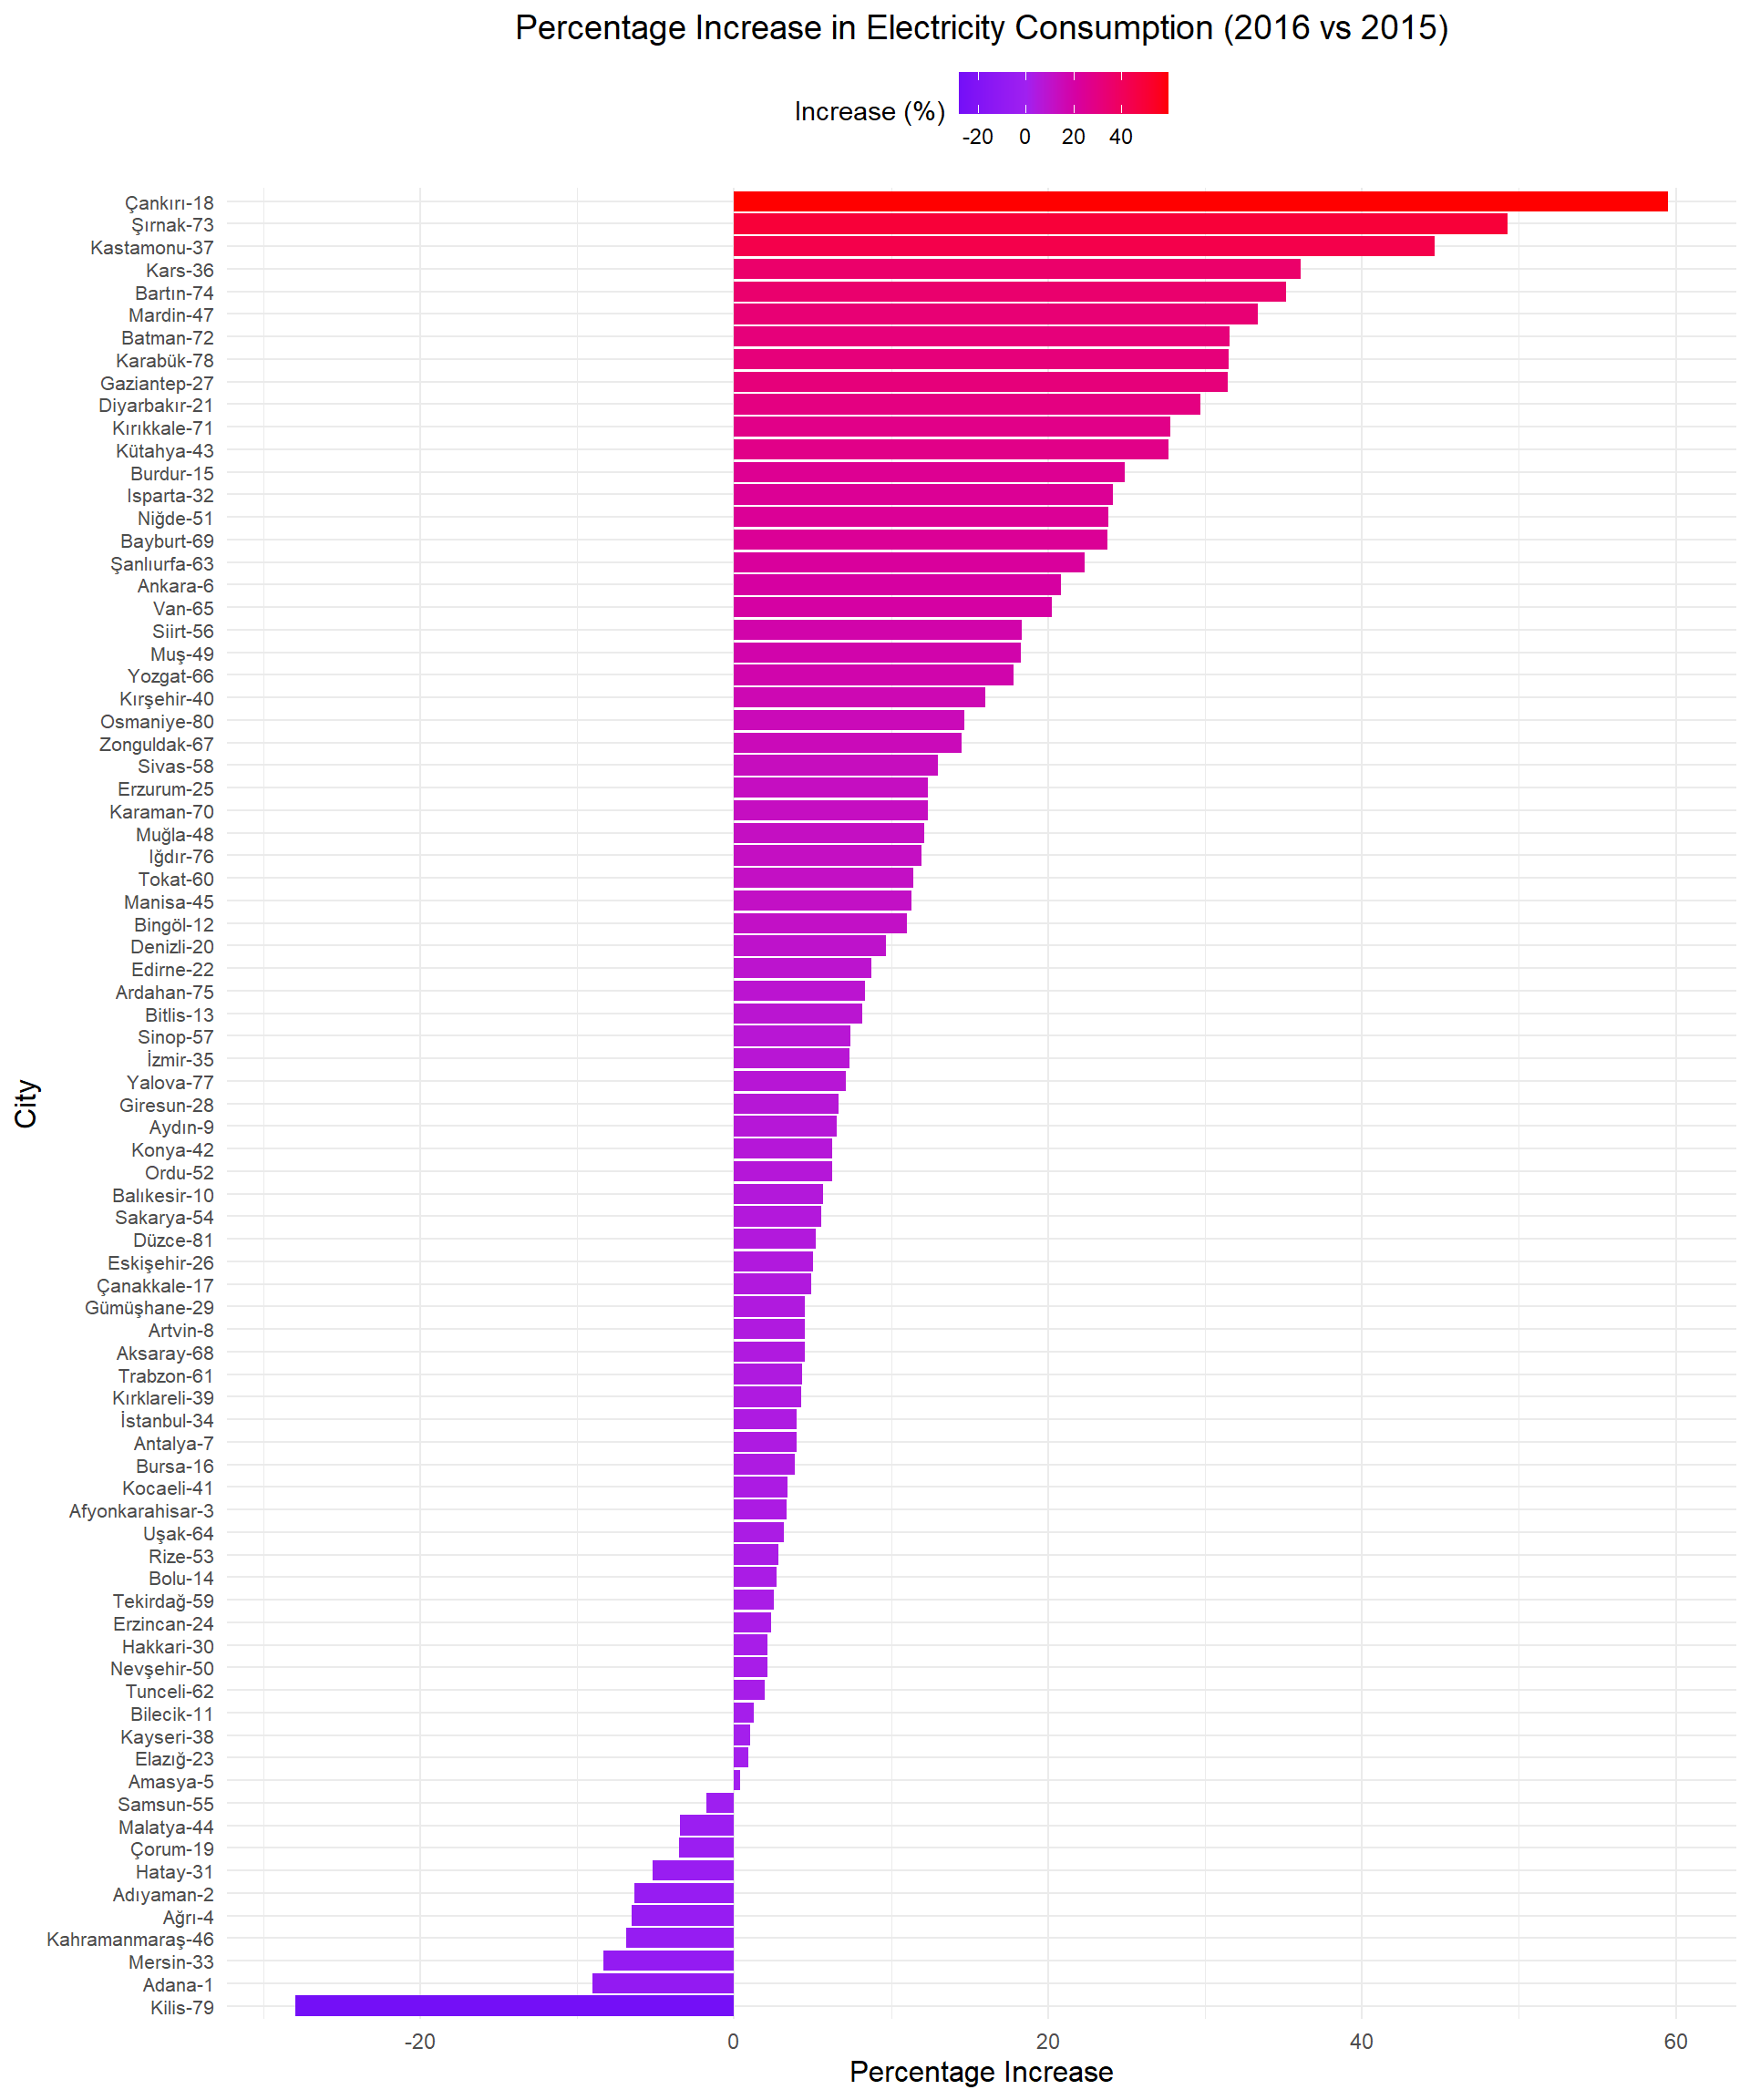 Percentage Increase in Electricity Consumption (2016 vs 2015)
Increase (%)
-20 0 20 40
Çankırı-18
Şırnak-73
Kastamonu-37
Kars-36
Bartın-74
Mardin-47
Batman-72
Karabük-78
Gaziantep-27
Diyarbakır-21
Kırıkkale-71
Kütahya-43
Burdur-15
Isparta-32
Niğde-51
Bayburt-69
Şanlıurfa-63
Ankara-6
Van-65
Siirt-56
Muş-49
Yozgat-66
Kırşehir-40
Osmaniye-80
Zonguldak-67
Sivas-58
Erzurum-25
Karaman-70
Muğla-48
Iğdır-76
Tokat-60
Manisa-45
Bingöl-12
Denizli-20
Edirne-22
Ardahan-75
Bitlis-13
Sinop-57
İzmir-35
Yalova-77
Giresun-28
Aydın-9
Konya-42
Ordu-52
Balıkesir-10
Sakarya-54
Düzce-81
Eskişehir-26
Çanakkale-17
Gümüşhane-29
Artvin-8
Aksaray-68
Trabzon-61
Kırklareli-39
İstanbul-34
Antalya-7
Bursa-16
Kocaeli-41
Afyonkarahisar-3
Uşak-64
Rize-53
Bolu-14
Tekirdağ-59
Erzincan-24
Hakkari-30
Nevşehir-50
Tunceli-62
Bilecik-11
Kayseri-38
Elazığ-23
Amasya-5
Samsun-55
Malatya-44
Çorum-19
Hatay-31
Adıyaman-2
Ağrı-4
Kahramanmaraş-46
Mersin-33
Adana-1
Kilis-79
City
-20 0 20 40 60
Percentage Increase